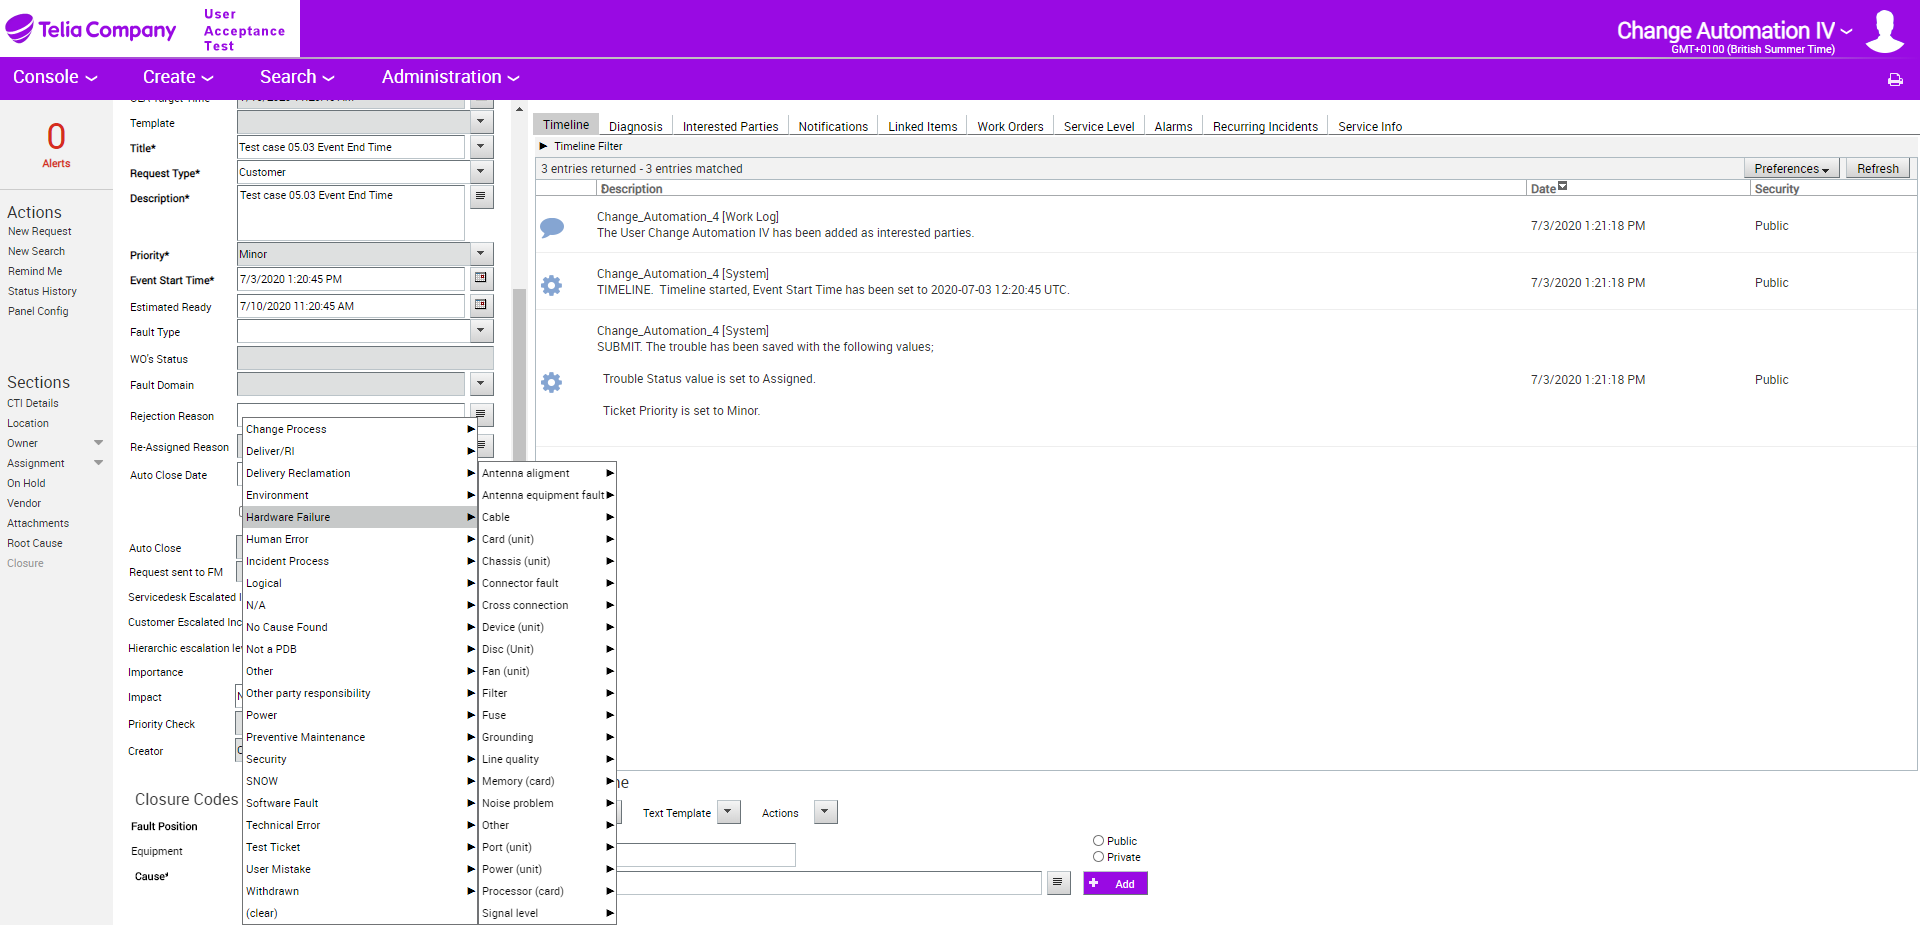 Telia Company
User
Acceptance
Test
Change Automation IV
GMT+0100 (British Summer Time)
Console
Create
Search
Administration
0
Alerts
Actions
New Request
New Search
Remind Me
Status History
Panel Config
Sections
CTI Details
Location
Owner
Assignment
On Hold
Vendor
Attachments
Root Cause
Closure
Template
Title*
Test case 05.03 Event End Time
Request Type*
Customer
Description*
Test case 05.03 Event End Time
Priority*
Minor
Event Start Time*
7/3/2020 1:20:45 PM
Estimated Ready
7/10/2020 11:20:45 AM
Fault Type
WO's Status
Fault Domain
Rejection Reason
Re-Assigned Reason
Auto Close Date
Auto Close
Request sent to FM
Servicedesk Escalated
Customer Escalated Inc
Hierarchic escalation le
Importance
Impact
Priority Check
Creator
Closure Codes
Fault Position
Equipment
Cause*
Change Process
Deliver/RI
Delivery Reclamation
Environment
Hardware Failure
Human Error
Incident Process
Logical
N/A
No Cause Found
Not a PDB
Other
Other party responsibility
Power
Preventive Maintenance
Security
SNOW
Software Fault
Technical Error
Test Ticket
User Mistake
Withdrawn
(clear)
Antenna aligment
Antenna equipment fault
Cable
Card (unit)
Chassis (unit)
Connector fault
Cross connection
Device (unit)
Disc (Unit)
Fan (unit)
Filter
Fuse
Grounding
Line quality
Memory (card)
Noise problem
Other
Port (unit)
Power (unit)
Processor (card)
Signal level
Timeline
Diagnosis
Interested Parties
Notifications
Linked Items
Work Orders
Service Level
Alarms
Recurring Incidents
Service Info
Timeline Filter
3 entries returned - 3 entries matched
Preferences
Refresh
Description
Date
Security
Change_Automation_4 [Work Log]
The User Change Automation IV has been added as interested parties.
7/3/2020 1:21:18 PM
Public
Change_Automation_4 [System]
TIMELINE. Timeline started, Event Start Time has been set to 2020-07-03 12:20:45 UTC.
7/3/2020 1:21:18 PM
Public
Change_Automation_4 [System]
SUBMIT. The trouble has been saved with the following values;
Trouble Status value is set to Assigned.
Ticket Priority is set to Minor.
7/3/2020 1:21:18 PM
Public
Text Template
Actions
Public
Private
Add